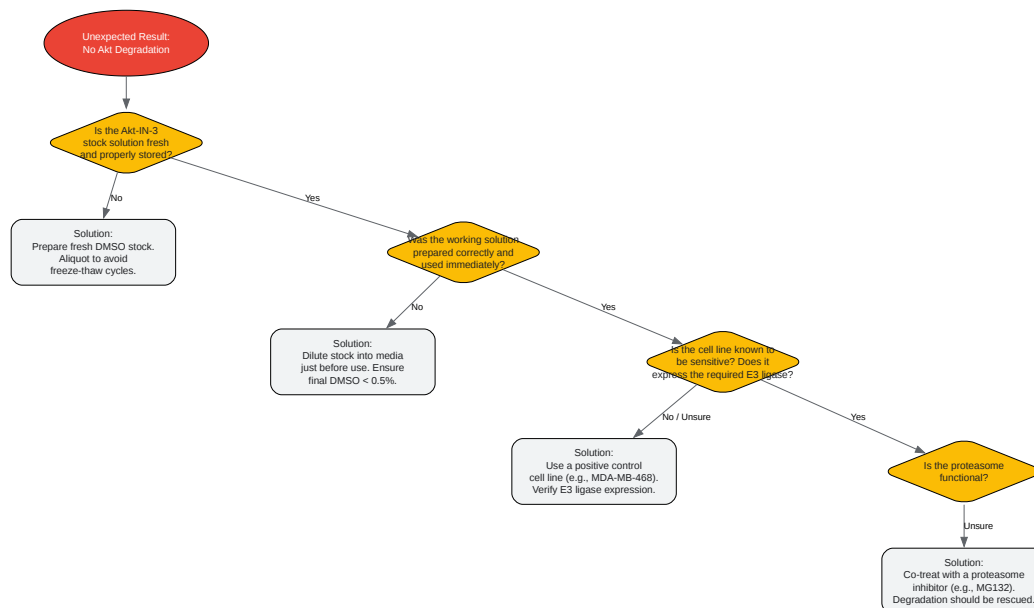 Unexpected Result:
No Akt Degradation
Is the Akt-IN-3
stock solution fresh
and properly stored?
No
Yes
Solution:
Prepare fresh DMSO stock.
Aliquot to avoid
freeze-thaw cycles.
Was the working solution
prepared correctly and
used immediately?
No
Yes
Solution:
Dilute stock into media
just before use. Ensure
final DMSO < 0.5%.
Is the cell line known to
be sensitive? Does it
express the required E3 ligase?
No / Unsure
Yes
Solution:
Use a positive control
cell line (e.g., MDA-MB-468).
Verify E3 ligase expression.
Is the proteasome
functional?
Unsure
Solution:
Co-treat with a proteasome
inhibitor (e.g., MG132).
Degradation should be rescued.